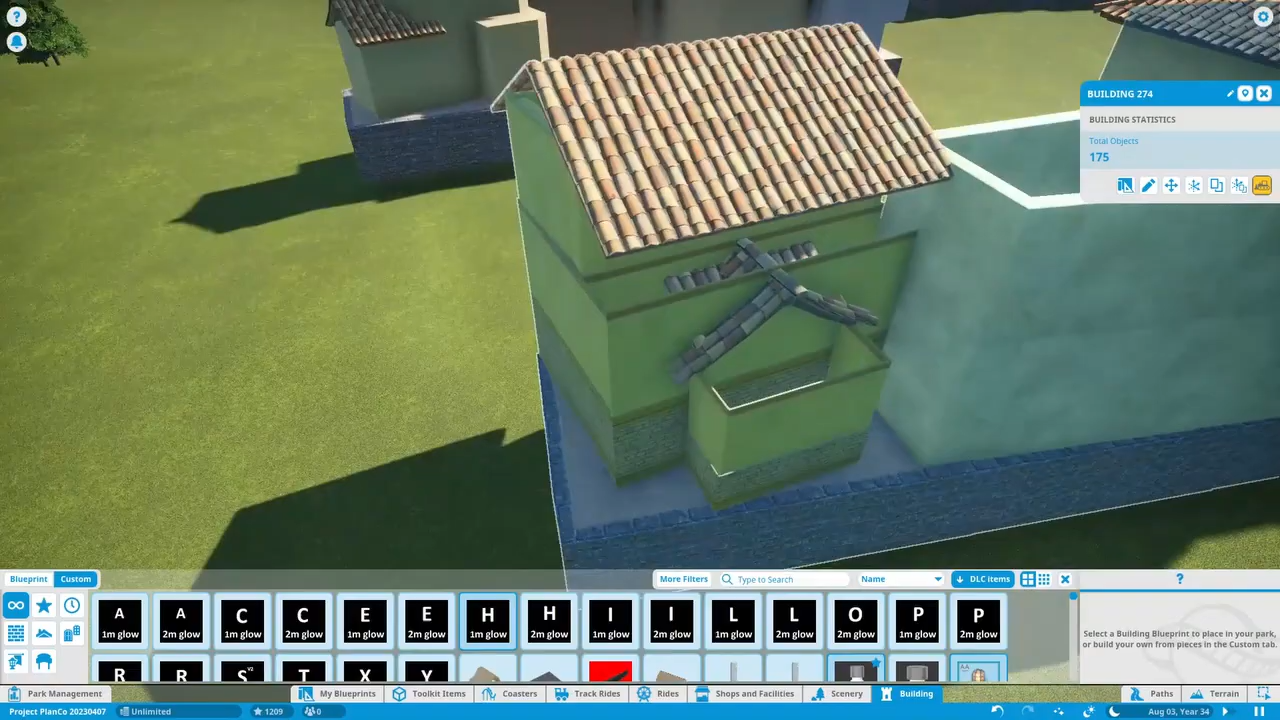 BUILDING 274
BUILDING STATISTICS
Total Objects
175
Blueprint Custom More Filters Type to Search Name DLC items ?
A 1m glow
A 2m glow
C 1m glow
C 2m glow
E 1m glow
E 2m glow
H 1m glow
H 2m glow
I 1m glow
I 2m glow
L 1m glow
L 2m glow
O 2m glow
P 1m glow
P 2m glow
R R S V2 T X Y
Select a Building Blueprint to place in your park,
or build your own from pieces in the Custom tab.
Park Management My Blueprints Toolkit Items Coasters Track Rides Rides Shops and Facilities Scenery Building Paths Terrain
Project PlanCo 20230407 Unlimited 1209 0 Aug 03, Year 34